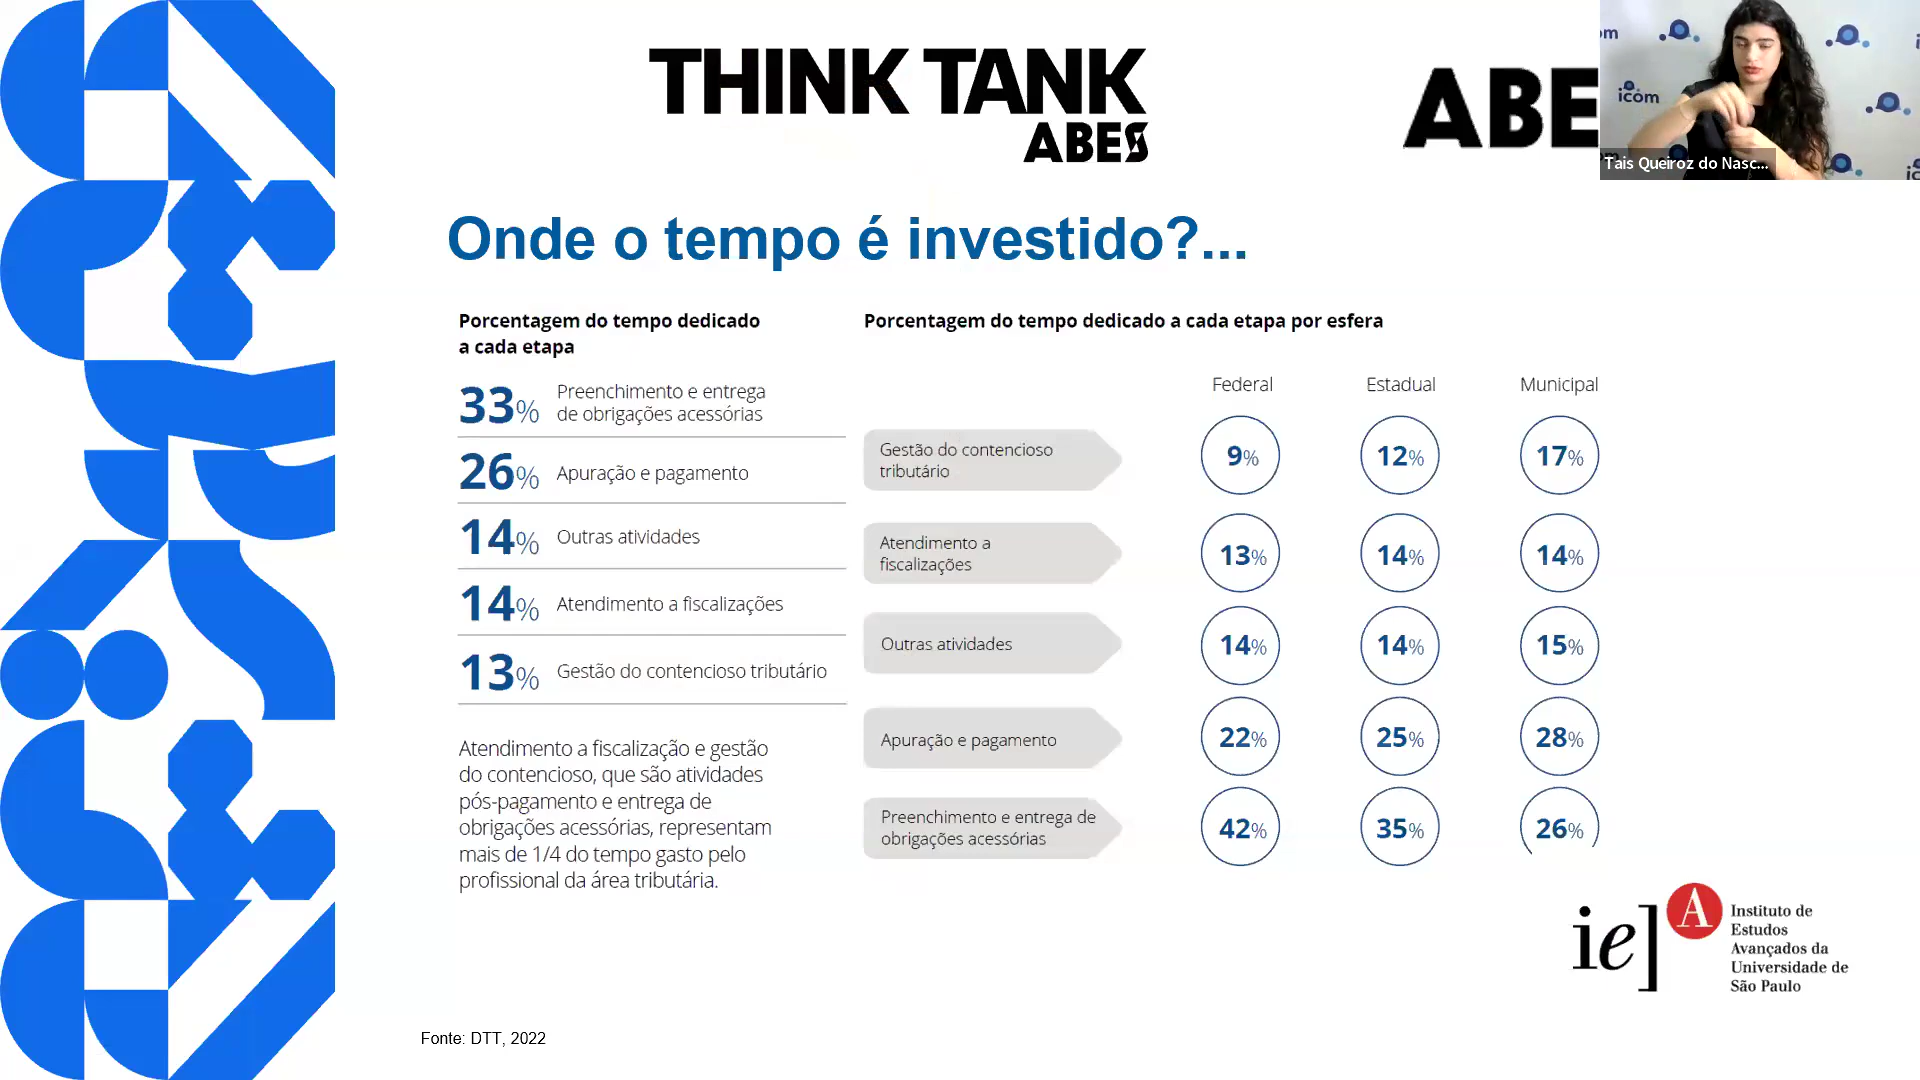 THINK TANK
ABES
ABE
icom
Tais Queiroz do Nasc...
Onde o tempo é investido?...
Porcentagem do tempo dedicado
a cada etapa
33% Preenchimento e entrega
de obrigações acessórias
26% Apuração e pagamento
14% Outras atividades
14% Atendimento a fiscalizações
13% Gestão do contencioso tributário
Atendimento a fiscalização e gestão
do contencioso, que são atividades
pós-pagamento e entrega de
obrigações acessórias, representam
mais de 1/4 do tempo gasto pelo
profissional da área tributária.
Porcentagem do tempo dedicado a cada etapa por esfera
Federal Estadual Municipal
Gestão do contencioso
tributário
9% 12% 17%
Atendimento a
fiscalizações
13% 14% 14%
Outras atividades
14% 14% 15%
Apuração e pagamento
22% 25% 28%
Preenchimento e entrega de
obrigações acessórias
42% 35% 26%
ie] A
Instituto de
Estudos
Avançados da
Universidade de
São Paulo
Fonte: DTT, 2022